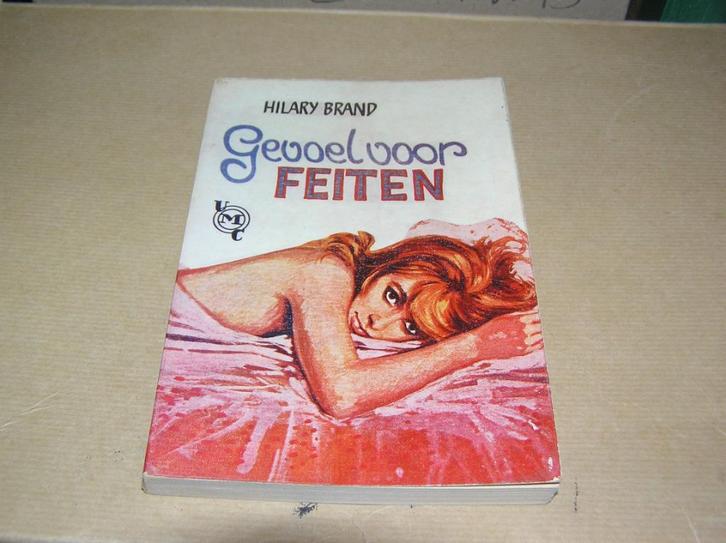 HILARY BRAND
Gevoel voor
FEITEN
UMC